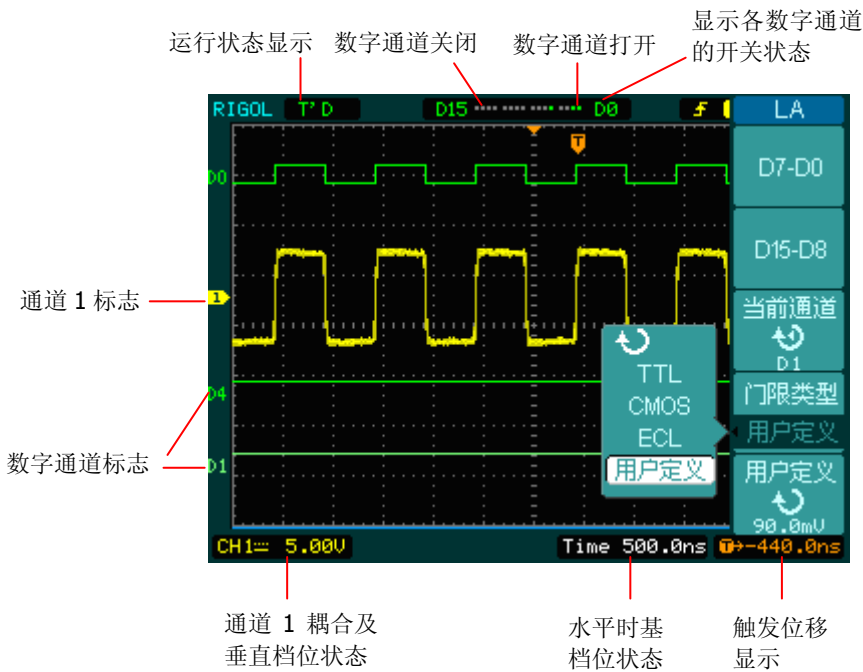 运行状态显示 数字通道关闭 数字通道打开 显示各数字通道
的开关状态
RIGOL T'D D15 D0 LA
D7-D0
D15-D8
当前通道
D1
门限类型
用户定义
用户定义
90.0mV
D0
1
D4
D1
TTL
CMOS
ECL
用户定义
T
CH1 5.00V Time 500.0ns T→-440.0ns
通道 1 标志
数字通道标志
通道 1 耦合及
垂直档位状态
水平时基
档位状态
触发位移
显示